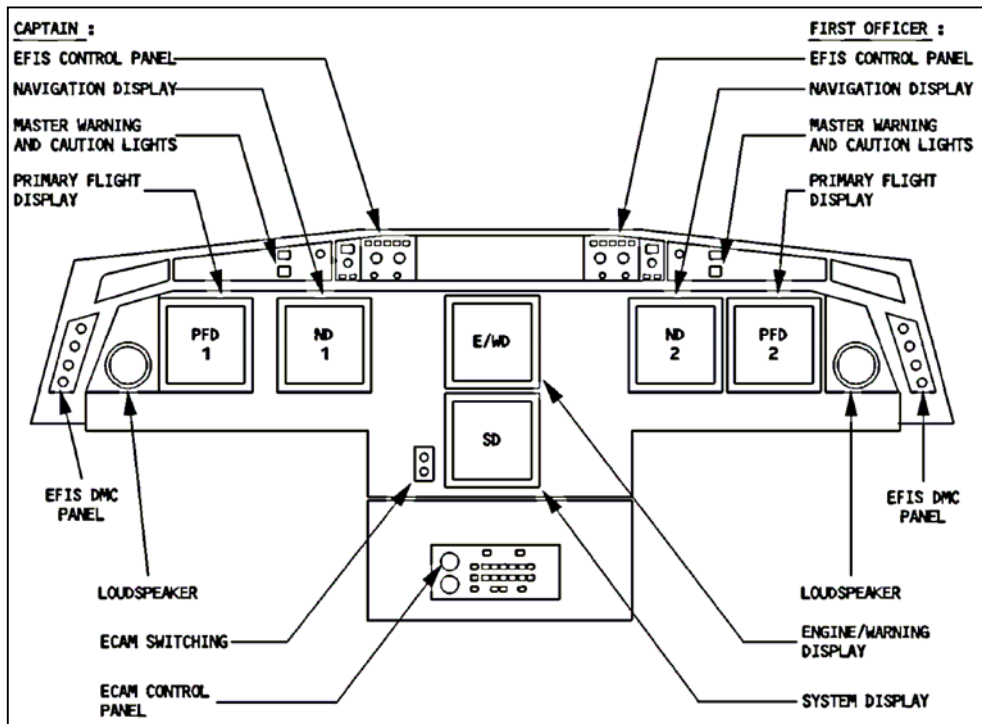 CAPTAIN :
EFIS CONTROL PANEL
NAVIGATION DISPLAY
MASTER WARNING
AND CAUTION LIGHTS
PRIMARY FLIGHT
DISPLAY
FIRST OFFICER :
EFIS CONTROL PANEL
NAVIGATION DISPLAY
MASTER WARNING
AND CAUTION LIGHTS
PRIMARY FLIGHT
DISPLAY
PFD
1
ND
1
E/WD
ND
2
PFD
2
SD
EFIS DMC
PANEL
LOUDSPEAKER
ECAM SWITCHING
ECAM CONTROL
PANEL
EFIS DMC
PANEL
LOUDSPEAKER
ENGINE/WARNING
DISPLAY
SYSTEM DISPLAY